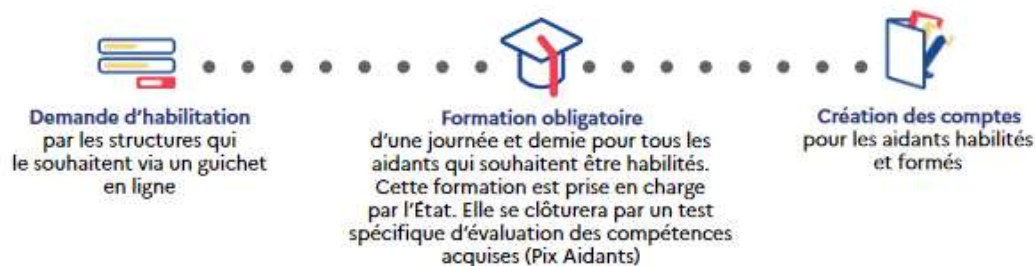 Demande d'habilitation
par les structures qui
le souhaitent via un guichet
en ligne
Formation obligatoire
d'une journée et demie pour tous les
aidants qui souhaitent être habilités.
Cette formation est prise en charge
par l'État. Elle se clôturera par un test
spécifique d'évaluation des compétences
acquises (Pix Aidants)
Création des comptes
pour les aidants habilités
et formés